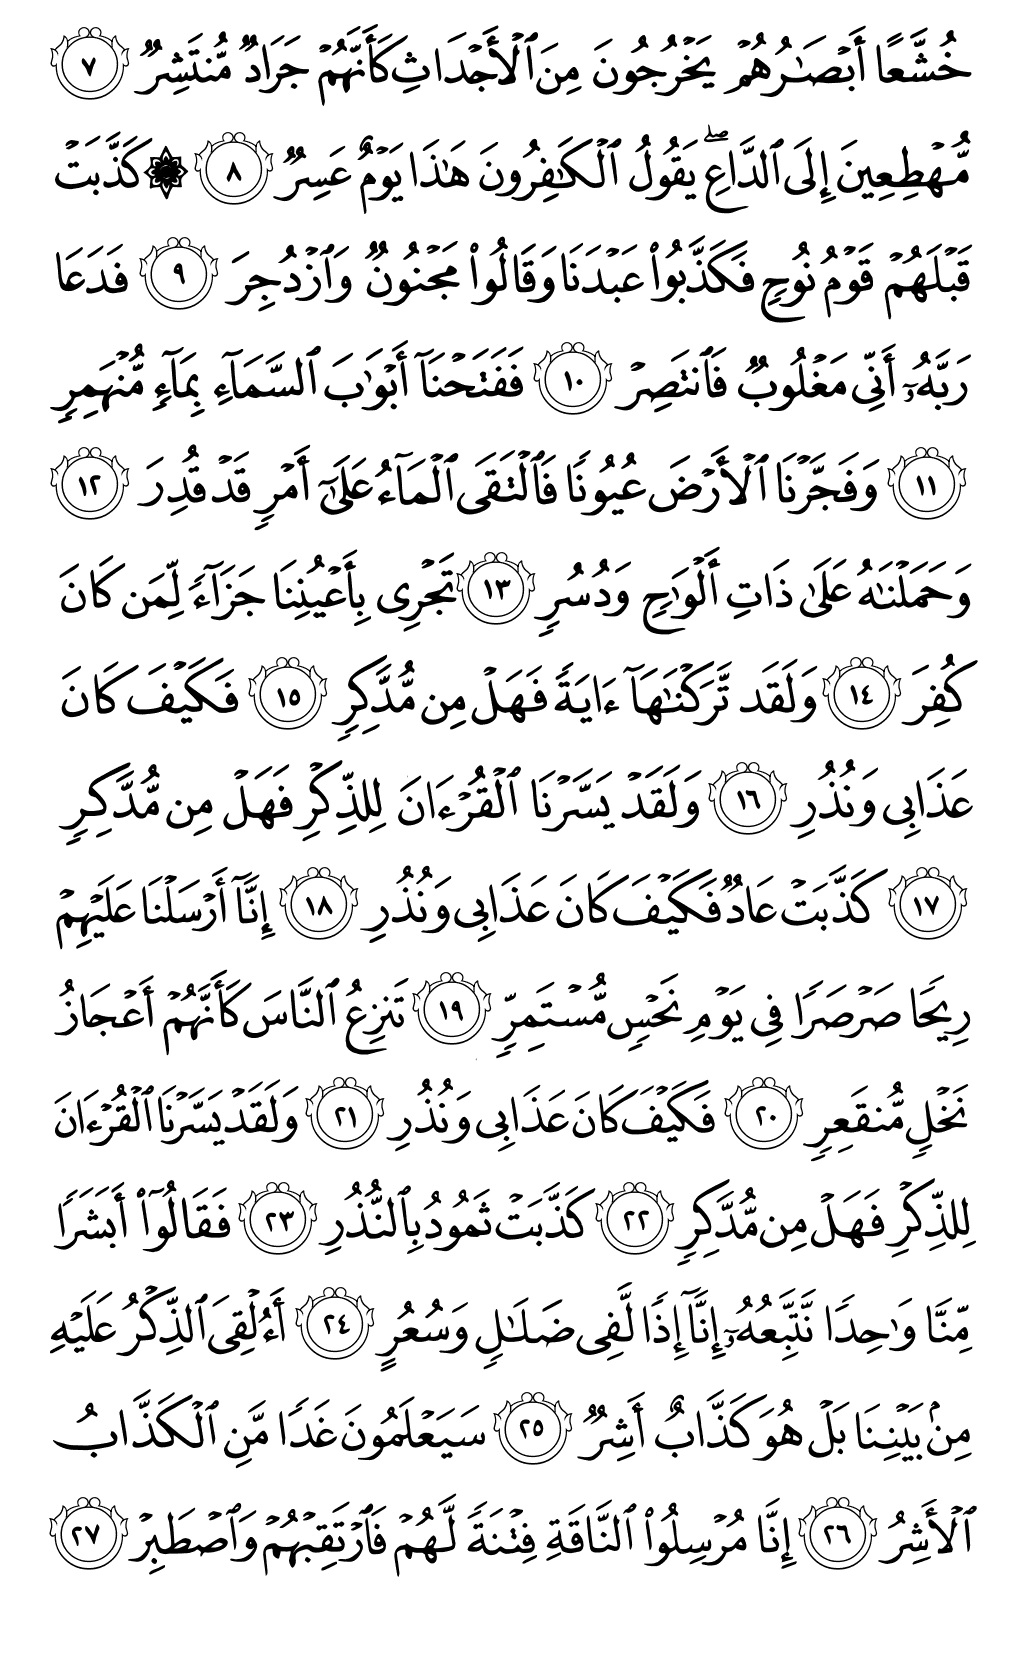 خُشَّعًا أَبْصَـٰرُهُمْ يَخْرُجُونَ مِنَ ٱلْأَجْدَاثِ كَأَنَّهُمْ جَرَادٌ مُّنتَشِرٌ ٧
مُّهْطِعِينَ إِلَى ٱلدَّاعِ ۖ يَقُولُ ٱلْكَـٰفِرُونَ هَـٰذَا يَوْمٌ عَسِرٌ ٨ ۞ كَذَّبَتْ
قَبْلَهُمْ قَوْمُ نُوحٍ فَكَذَّبُوا۟ عَبْدَنَا وَقَالُوا۟ مَجْنُونٌ وَٱزْدُجِرَ ٩ فَدَعَا
رَبَّهُۥٓ أَنِّى مَغْلُوبٌ فَٱنتَصِرْ ١٠ فَفَتَحْنَآ أَبْوَٰبَ ٱلسَّمَآءِ بِمَآءٍ مُّنْهَمِرٍ
١١ وَفَجَّرْنَا ٱلْأَرْضَ عُيُونًا فَٱلْتَقَى ٱلْمَآءُ عَلَىٰٓ أَمْرٍ قَدْ قُدِرَ ١٢
وَحَمَلْنَـٰهُ عَلَىٰ ذَاتِ أَلْوَٰحٍ وَدُسُرٍ ١٣ تَجْرِى بِأَعْيُنِنَا جَزَآءً لِّمَن كَانَ
كُفِرَ ١٤ وَلَقَد تَّرَكْنَـٰهَآ ءَايَةً فَهَلْ مِن مُّدَّكِرٍ ١٥ فَكَيْفَ كَانَ
عَذَابِى وَنُذُرِ ١٦ وَلَقَدْ يَسَّرْنَا ٱلْقُرْءَانَ لِلذِّكْرِ فَهَلْ مِن مُّدَّكِرٍ
١٧ كَذَّبَتْ عَادٌ فَكَيْفَ كَانَ عَذَابِى وَنُذُرِ ١٨ إِنَّآ أَرْسَلْنَا عَلَيْهِمْ
رِيحًا صَرْصَرًا فِى يَوْمِ نَحْسٍ مُّسْتَمِرٍّ ١٩ تَنزِعُ ٱلنَّاسَ كَأَنَّهُمْ أَعْجَازُ
نَخْلٍ مُّنقَعِرٍ ٢٠ فَكَيْفَ كَانَ عَذَابِى وَنُذُرِ ٢١ وَلَقَدْ يَسَّرْنَا ٱلْقُرْءَانَ
لِلذِّكْرِ فَهَلْ مِن مُّدَّكِرٍ ٢٢ كَذَّبَتْ ثَمُودُ بِٱلنُّذُرِ ٢٣ فَقَالُوٓا۟ أَبَشَرًا
مِّنَّا وَٰحِدًا نَّتَّبِعُهُۥٓ إِنَّآ إِذًا لَّفِى ضَلَـٰلٍ وَسُعُرٍ ٢٤ أَءُلْقِىَ ٱلذِّكْرُ عَلَيْهِ
مِنۢ بَيْنِنَا بَلْ هُوَ كَذَّابٌ أَشِرٌ ٢٥ سَيَعْلَمُونَ غَدًا مَّنِ ٱلْكَذَّابُ
ٱلْأَشِرُ ٢٦ إِنَّا مُرْسِلُوا۟ ٱلنَّاقَةِ فِتْنَةً لَّهُمْ فَٱرْتَقِبْهُمْ وَٱصْطَبِرْ ٢٧